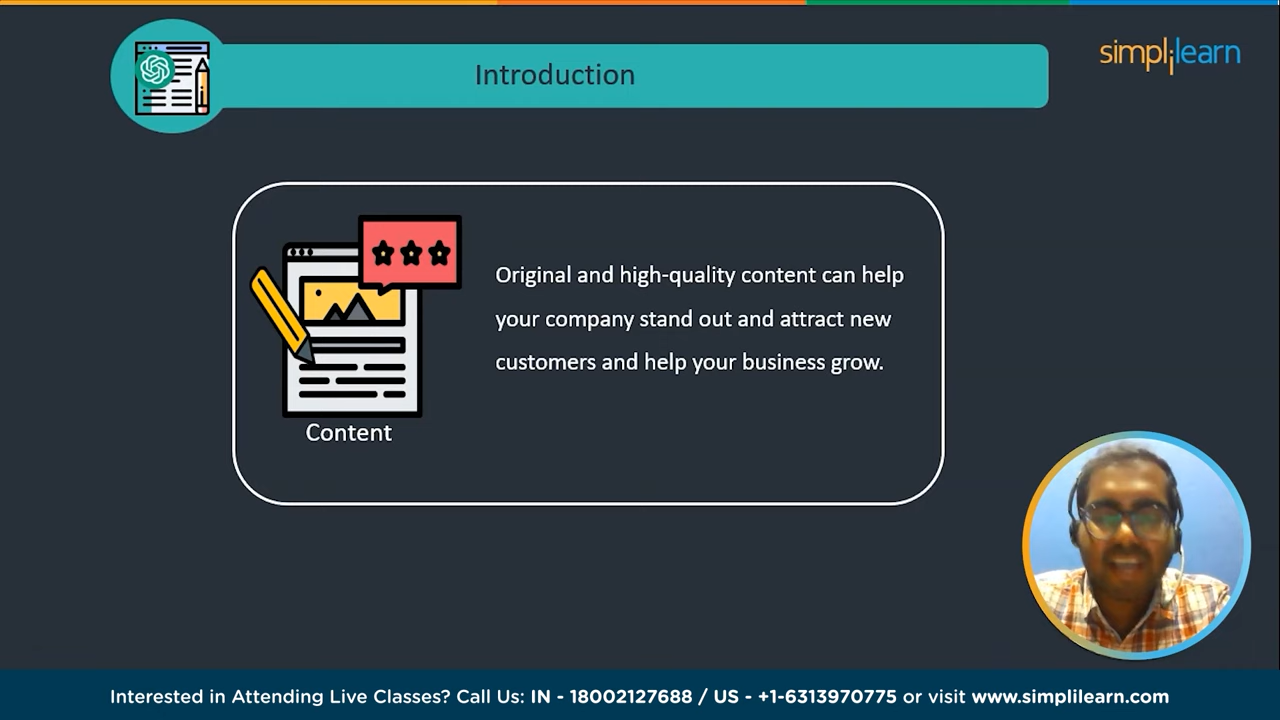 Introduction
simplilearn
Original and high-quality content can help
your company stand out and attract new
customers and help your business grow.
Content
Interested in Attending Live Classes? Call Us: IN - 18002127688 / US - +1-6313970775 or visit www.simplilearn.com